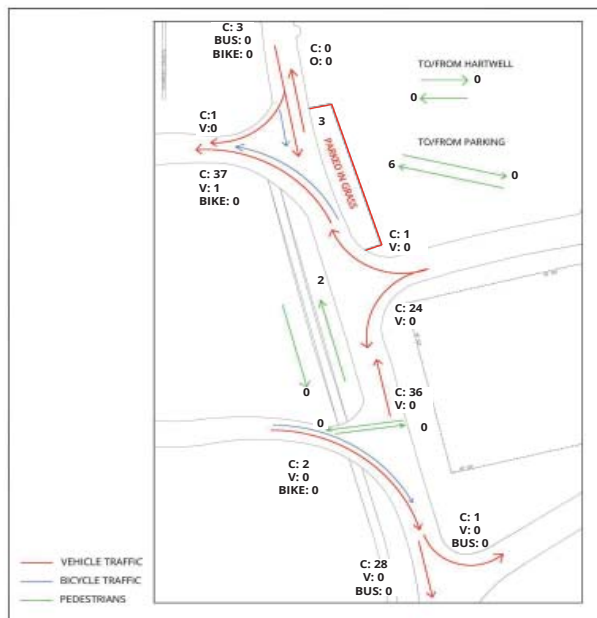 C: 3
BUS: 0
BIKE: 0
C: 0
O: 0
TO/FROM HARTWELL
0
0
C:1
V:0
3
PARKED IN GRASS
TO/FROM PARKING
6
0
C: 37
V: 1
BIKE: 0
C: 1
V: 0
2
C: 24
V: 0
0
C: 36
V: 0
0
0
C: 2
V: 0
BIKE: 0
C: 1
V: 0
BUS: 0
C: 28
V: 0
BUS: 0
VEHICLE TRAFFIC
BICYCLE TRAFFIC
PEDESTRIANS